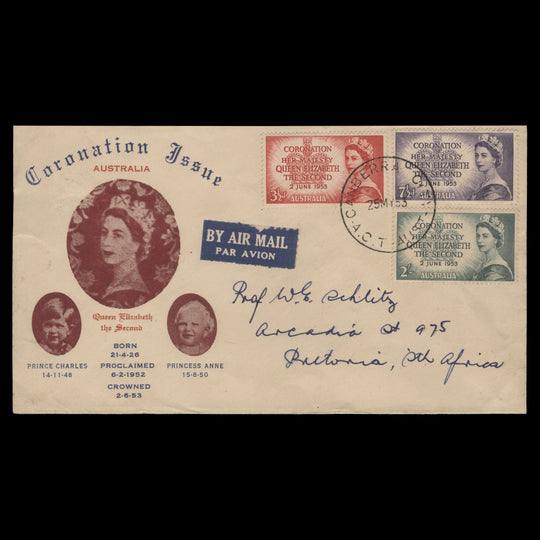 Coronation Issue
AUSTRALIA
Queen Elizabeth
the Second
BORN
21-4-26
PROCLAIMED
6-2-1952
CROWNED
2-6-53
PRINCE CHARLES
14-11-48
PRINCESS ANNE
15-8-50
BY AIR MAIL
PAR AVION
CORONATION
HER MAJESTY
QUEEN ELIZABETH
THE SECOND
2 JUNE 1953
3½d
AUSTRALIA
CORONATION
HER MAJESTY
QUEEN ELIZABETH
THE SECOND
2 JUNE 1953
7½d
AUSTRALIA
CORONATION
HER MAJESTY
QUEEN ELIZABETH
THE SECOND
2 JUNE 1953
2/-
AUSTRALIA
CANBERRA
25MY53
A.C.T-AUST
Prof W.E. Schlitz
Arcadia st 975
Pretoria, Sth Africa